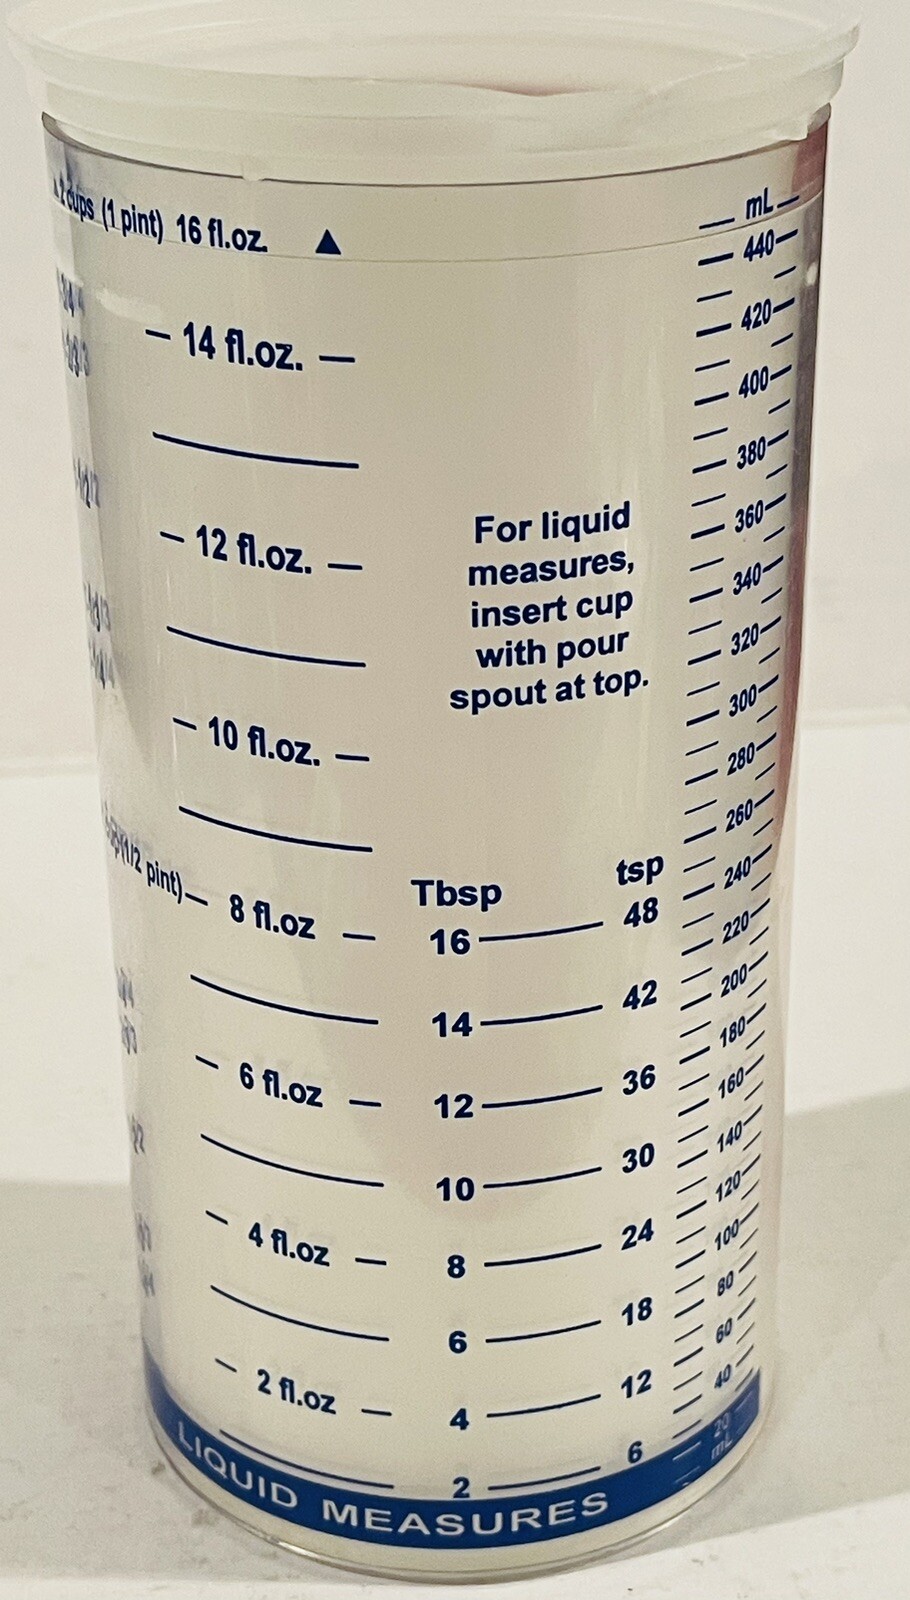 2 cups (1 pint) 16 fl.oz. ▲
14 fl.oz.
12 fl.oz.
10 fl.oz.
(1/2 pint) 8 fl.oz
6 fl.oz
4 fl.oz
2 fl.oz
For liquid
measures,
insert cup
with pour
spout at top.
Tbsp tsp
16 48
14 42
12 36
10 30
8 24
6 18
4 12
2 6
mL
440
420
400
380
360
340
320
300
280
260
240
220
200
180
160
140
120
100
80
60
40
20
mL
LIQUID MEASURES